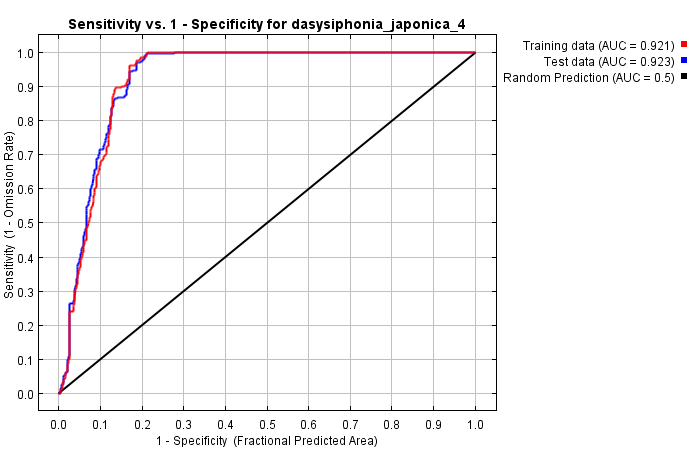 Sensitivity vs. 1 - Specificity for dasysiphonia_japonica_4
Training data (AUC = 0.921)
Test data (AUC = 0.923)
Random Prediction (AUC = 0.5)
Sensitivity (1 - Omission Rate)
1.0
0.9
0.8
0.7
0.6
0.5
0.4
0.3
0.2
0.1
0.0
0.0 0.1 0.2 0.3 0.4 0.5 0.6 0.7 0.8 0.9 1.0
1 - Specificity (Fractional Predicted Area)